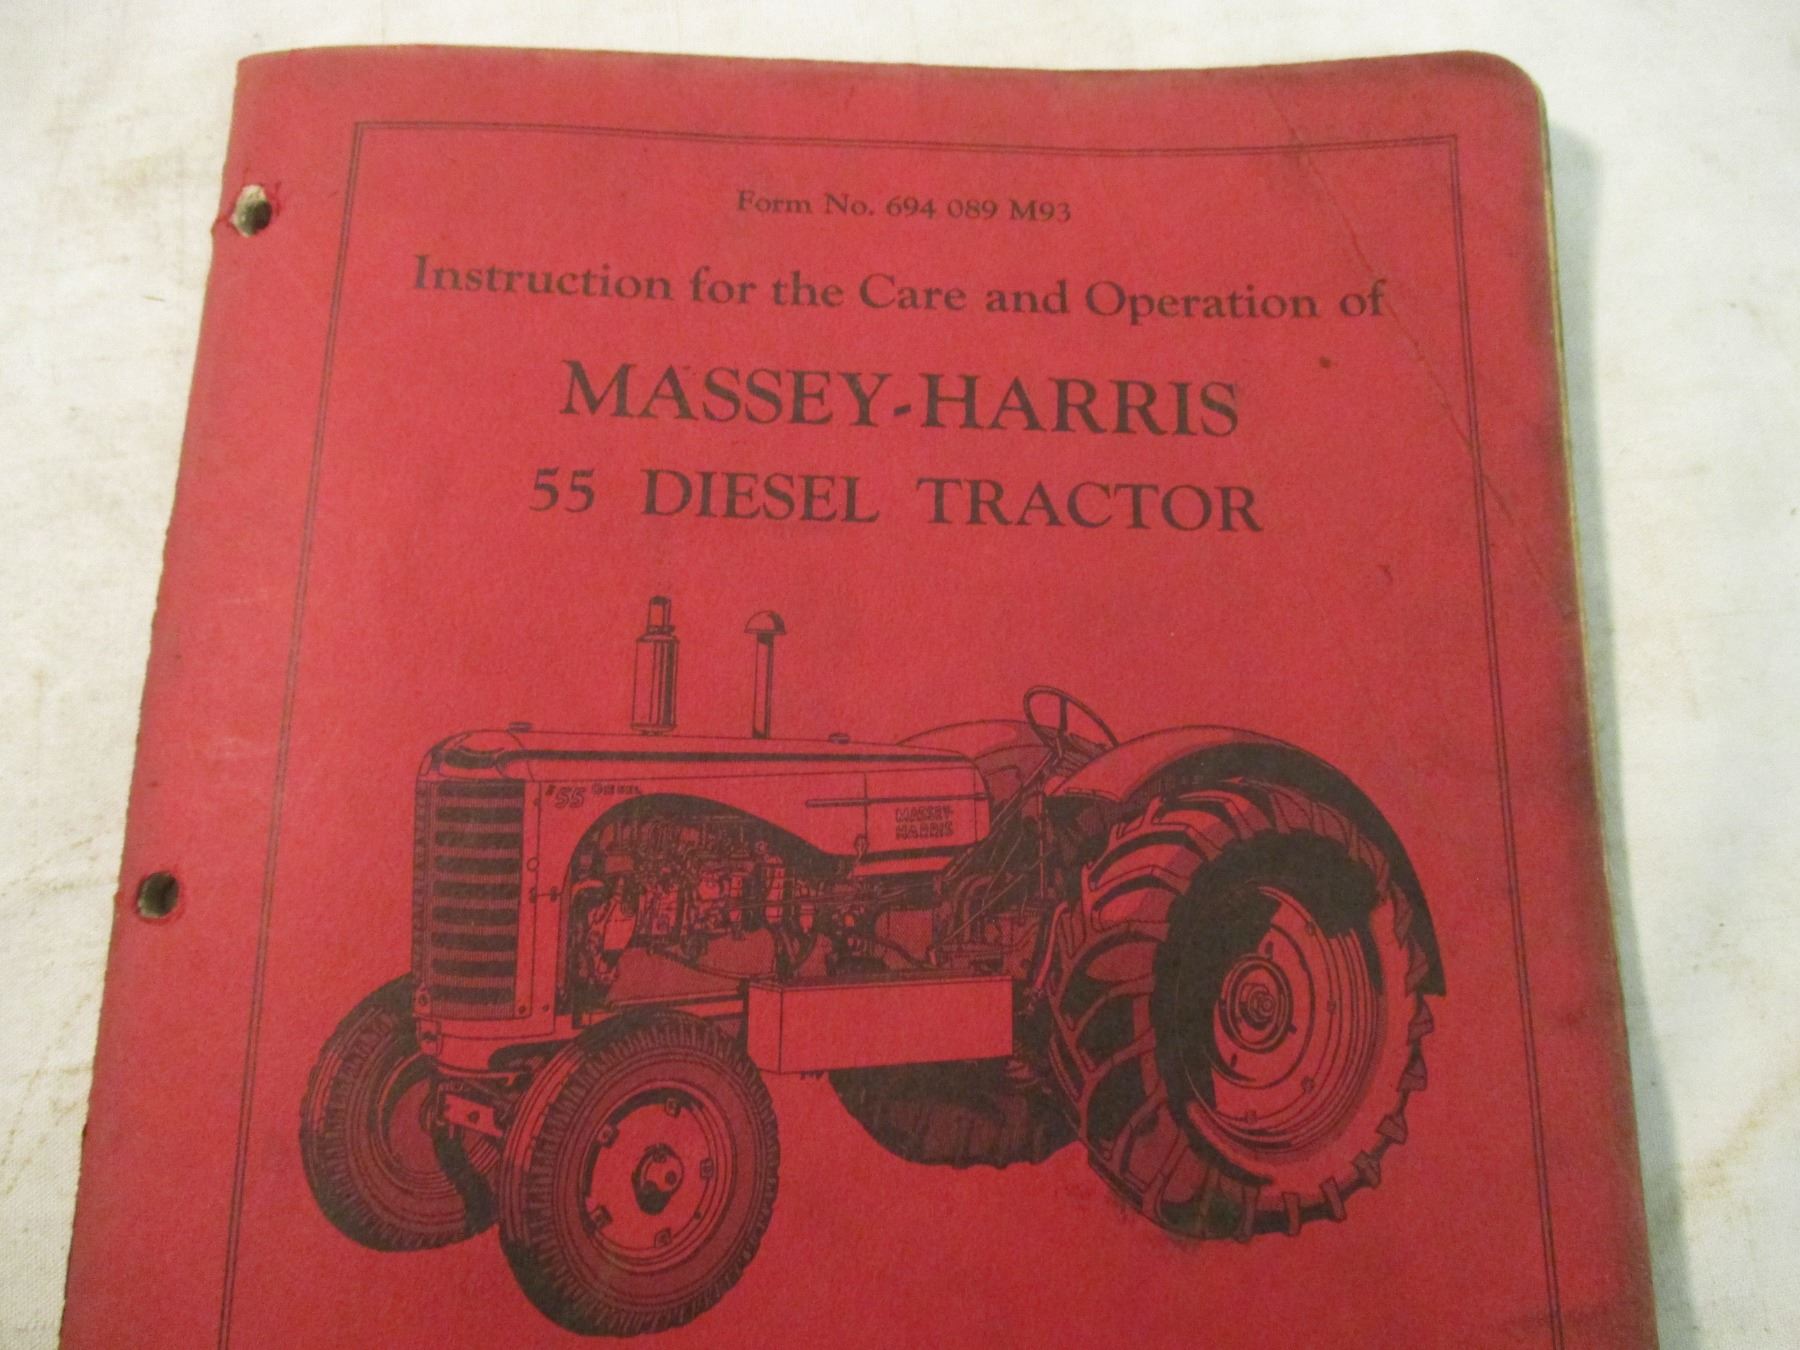 Form No. 694 089 M93
Instruction for the Care and Operation of
MASSEY-HARRIS
55 DIESEL TRACTOR
55 DIESEL
MASSEY-
HARRIS